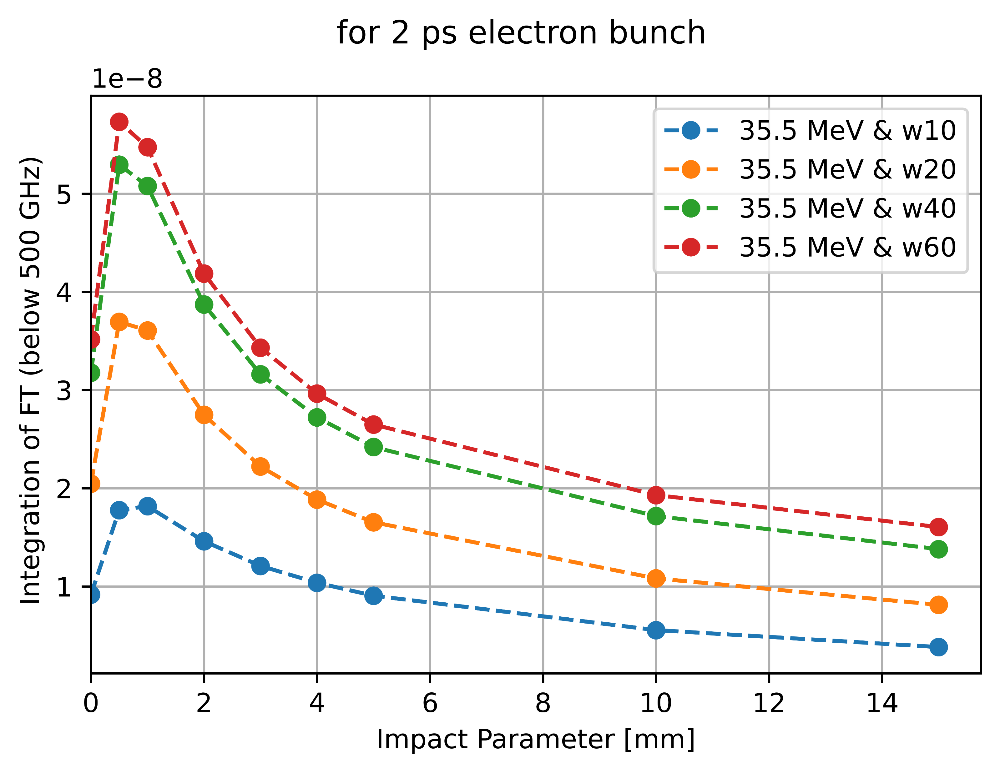 for 2 ps electron bunch
1e−8
Integration of FT (below 500 GHz)
5
4
3
2
1
35.5 MeV & w10
35.5 MeV & w20
35.5 MeV & w40
35.5 MeV & w60
0 2 4 6 8 10 12 14
Impact Parameter [mm]